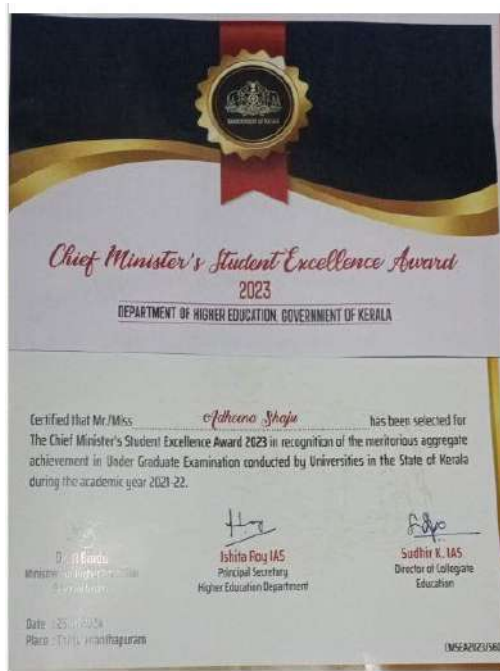 GOVERNMENT OF KERALA
Chief Minister's Student Excellence Award
2023
DEPARTMENT OF HIGHER EDUCATION, GOVERNMENT OF KERALA
Certified that Mr./Miss Adheena Shaju has been selected for
The Chief Minister's Student Excellence Award 2023 in recognition of the meritorious aggregate
achievement in Under Graduate Examination conducted by Universities in the State of Kerala
during the academic year 2021-22.
Ishita Roy IAS
Principal Secretary
Higher Education Department
Sudhir K. IAS
Director of Collegiate
Education
Date :
Place :